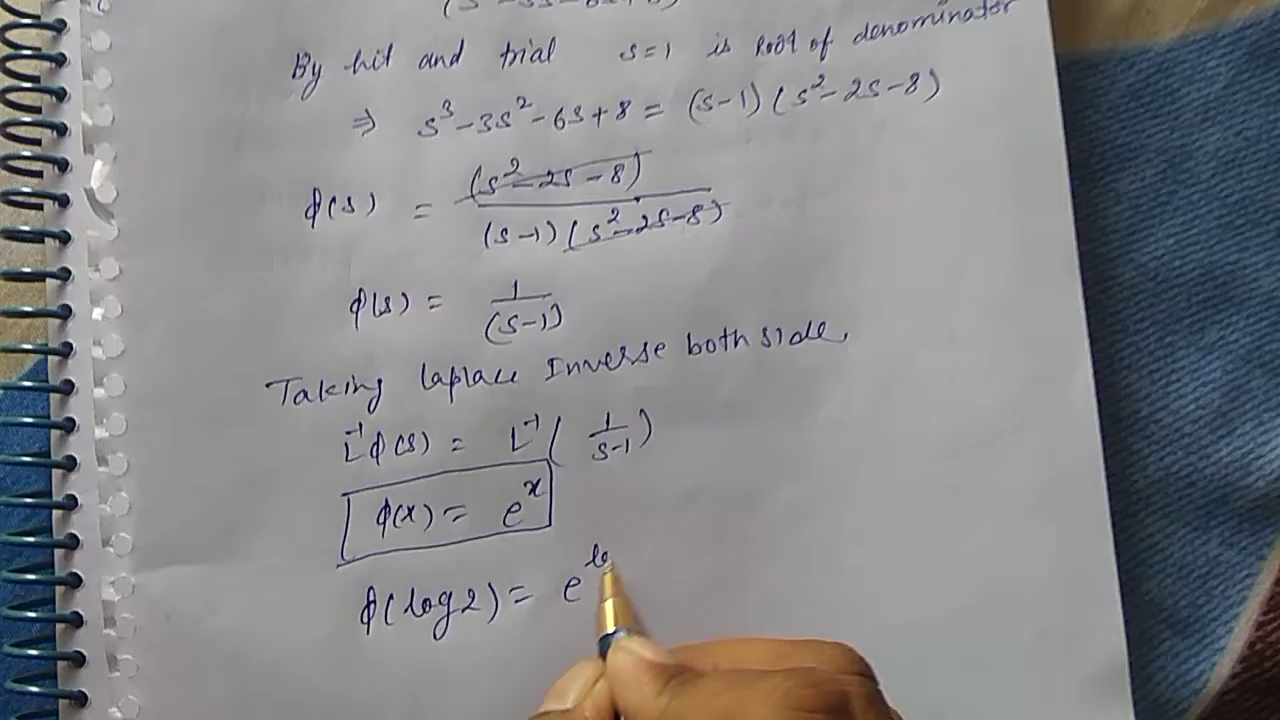 By hit and trial s=1 is root of denominator
⇒ s³-3s²-6s+8 = (s-1)(s²-2s-8)
ϕ(s) = (s²-2s-8) / (s-1)(s²-2s-8)
ϕ(s) = 1/(s-1)
Taking laplace Inverse both side,
L⁻¹ϕ(s) = L⁻¹(1/s-1)
ϕ(x) = eˣ
ϕ(log2) = e^lo